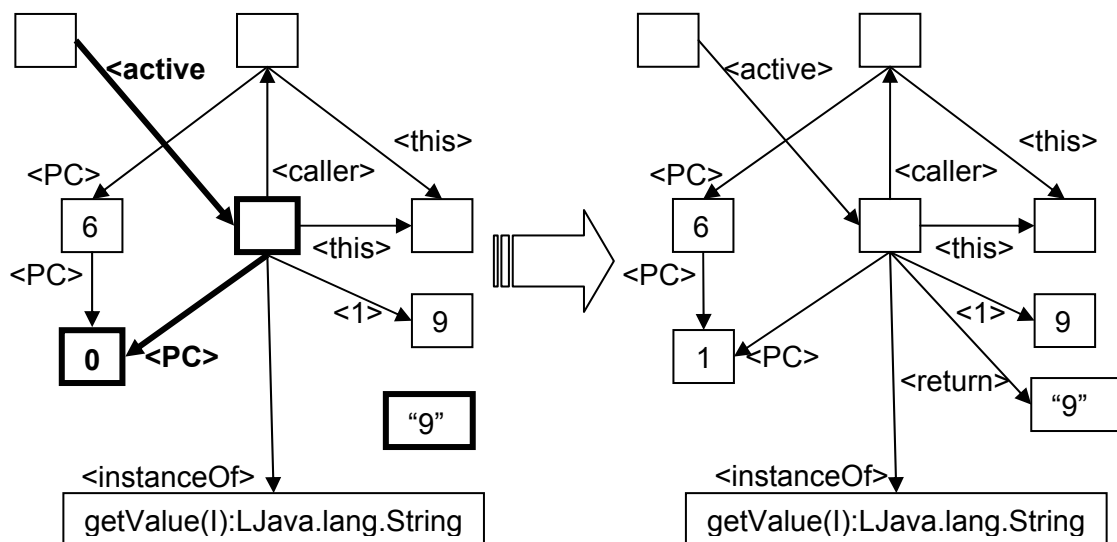 <active
<this>
<PC>
<caller>
6
<this>
<PC>
<1>
9
0
<PC>
“9”
<instanceOf>
getValue(I):LJava.lang.String
<active>
<this>
<PC>
<caller>
6
<this>
<PC>
<1>
9
1
<PC>
<return>
“9”
<instanceOf>
getValue(I):LJava.lang.String